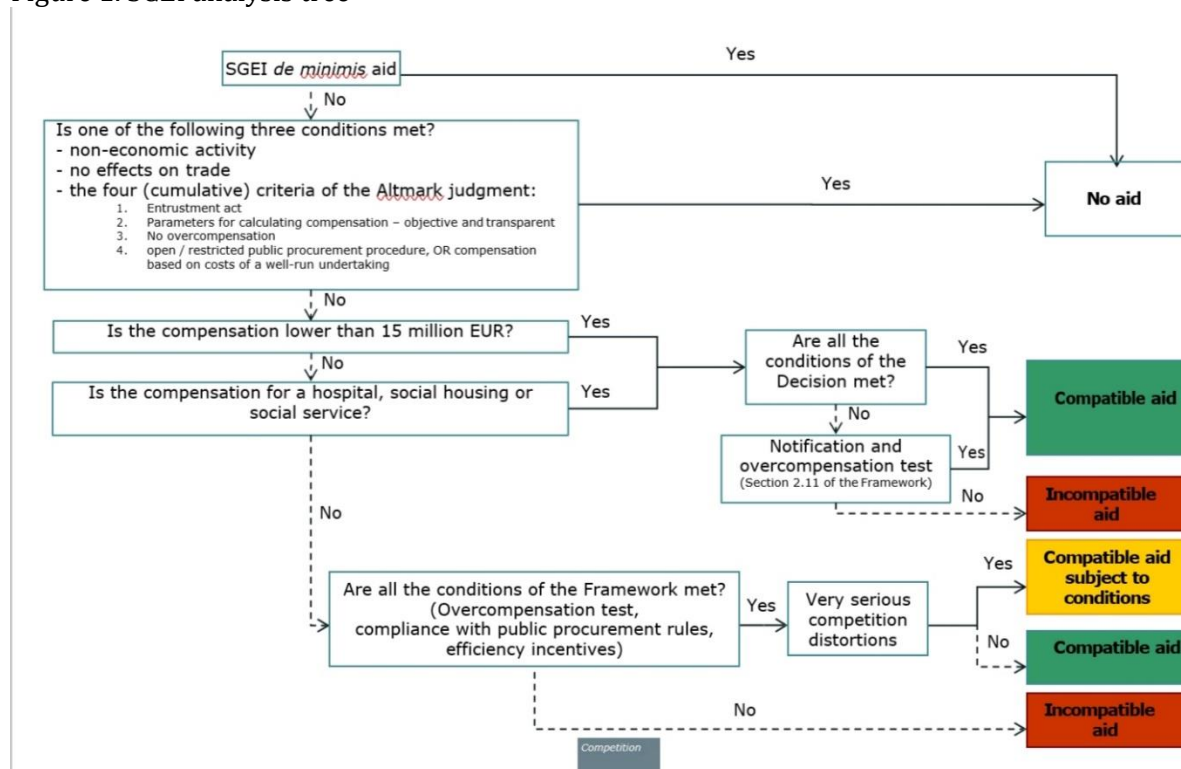 Figure 1: SGEI analysis tree
SGEI de minimis aid
Yes
No
Is one of the following three conditions met?
- non-economic activity
- no effects on trade
- the four (cumulative) criteria of the Altmark judgment:
1. Entrustment act
2. Parameters for calculating compensation – objective and transparent
3. No overcompensation
4. open / restricted public procurement procedure, OR compensation
based on costs of a well-run undertaking
Yes
No aid
No
Is the compensation lower than 15 million EUR?
Yes
No
Is the compensation for a hospital, social housing or
social service?
Yes
Are all the
conditions of the
Decision met?
Yes
No
Notification and
overcompensation test
(Section 2.11 of the Framework)
Yes
No
Compatible aid
Incompatible
aid
No
Are all the conditions of the Framework met?
(Overcompensation test,
compliance with public procurement rules,
efficiency incentives)
Yes
Very serious
competition
distortions
Yes
No
Compatible aid
subject to
conditions
Compatible aid
No
Incompatible
aid
Competition